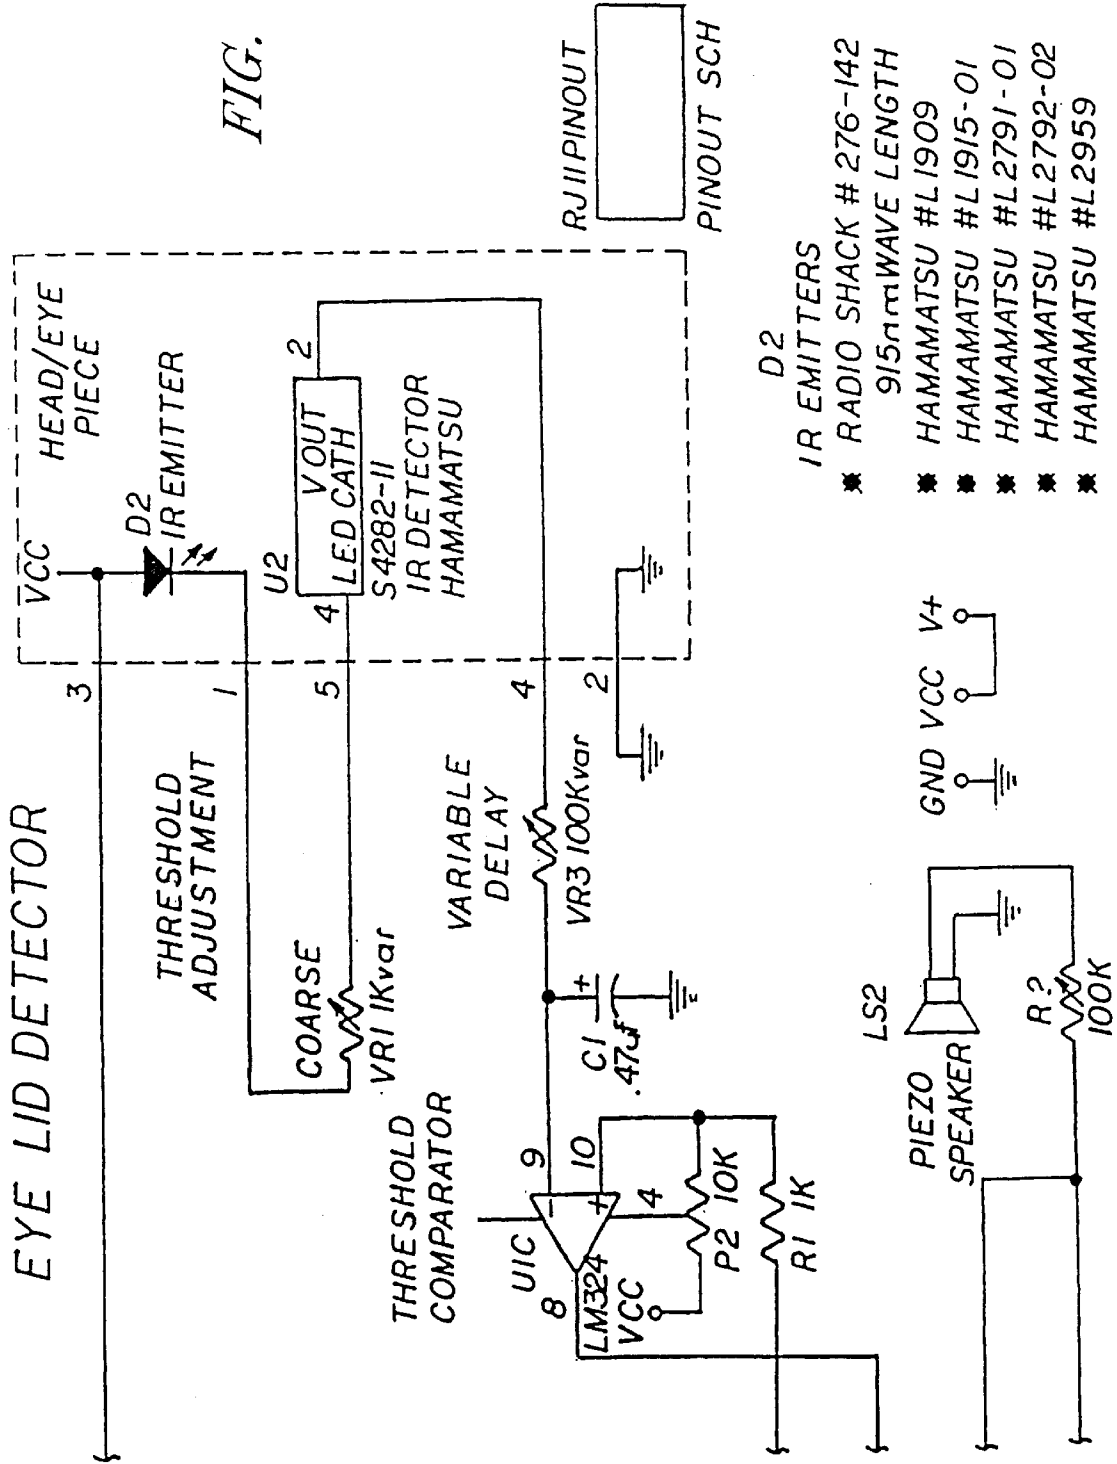 EYE LID DETECTOR
FIG.
VCC
HEAD/EYE
PIECE
D2
IR EMITTER
3
1
THRESHOLD
ADJUSTMENT
U2
V OUT
LED CATH
2
4
S4282-11
IR DETECTOR
HAMAMATSU
5
COARSE
VR1 1Kvar
VARIABLE
DELAY
4
VR3 100Kvar
2
RJ11PINOUT
PINOUT SCH
THRESHOLD
COMPARATOR
U1C
9
10
-
+
4
8
LM324
VCC
C1
+
.47uF
P2 10K
R1 1K
LS2
PIEZO
SPEAKER
R?
100K
GND VCC V+
D2
IR EMITTERS
※ RADIO SHACK # 276-142
915nmWAVE LENGTH
※ HAMAMATSU #L1909
※ HAMAMATSU #L1915-01
※ HAMAMATSU #L2791-01
※ HAMAMATSU #L2792-02
※ HAMAMATSU #L2959